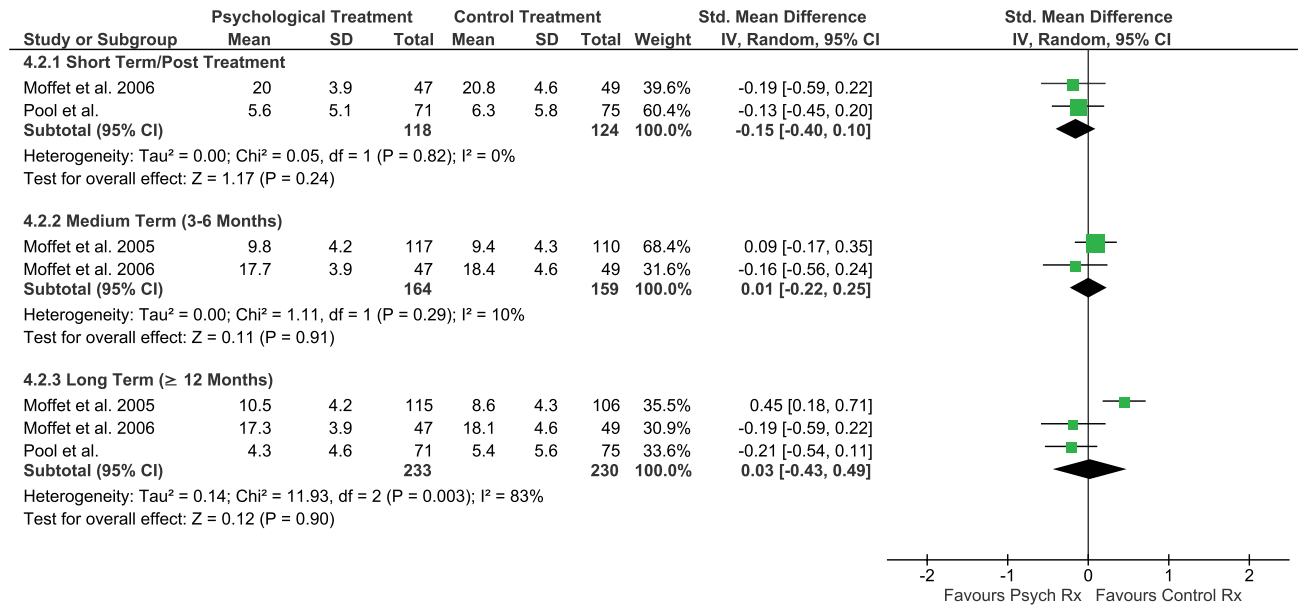 Psychological Treatment Control Treatment Std. Mean Difference Std. Mean Difference
Study or Subgroup Mean SD Total Mean SD Total Weight IV, Random, 95% CI IV, Random, 95% CI
4.2.1 Short Term/Post Treatment
Moffet et al. 2006 20 3.9 47 20.8 4.6 49 39.6% -0.19 [-0.59, 0.22]
Pool et al. 5.6 5.1 71 6.3 5.8 75 60.4% -0.13 [-0.45, 0.20]
Subtotal (95% CI) 118 124 100.0% -0.15 [-0.40, 0.10]
Heterogeneity: Tau² = 0.00; Chi² = 0.05, df = 1 (P = 0.82); I² = 0%
Test for overall effect: Z = 1.17 (P = 0.24)
4.2.2 Medium Term (3-6 Months)
Moffet et al. 2005 9.8 4.2 117 9.4 4.3 110 68.4% 0.09 [-0.17, 0.35]
Moffet et al. 2006 17.7 3.9 47 18.4 4.6 49 31.6% -0.16 [-0.56, 0.24]
Subtotal (95% CI) 164 159 100.0% 0.01 [-0.22, 0.25]
Heterogeneity: Tau² = 0.00; Chi² = 1.11, df = 1 (P = 0.29); I² = 10%
Test for overall effect: Z = 0.11 (P = 0.91)
4.2.3 Long Term (≥ 12 Months)
Moffet et al. 2005 10.5 4.2 115 8.6 4.3 106 35.5% 0.45 [0.18, 0.71]
Moffet et al. 2006 17.3 3.9 47 18.1 4.6 49 30.9% -0.19 [-0.59, 0.22]
Pool et al. 4.3 4.6 71 5.4 5.6 75 33.6% -0.21 [-0.54, 0.11]
Subtotal (95% CI) 233 230 100.0% 0.03 [-0.43, 0.49]
Heterogeneity: Tau² = 0.14; Chi² = 11.93, df = 2 (P = 0.003); I² = 83%
Test for overall effect: Z = 0.12 (P = 0.90)
-2 -1 0 1 2
Favours Psych Rx Favours Control Rx